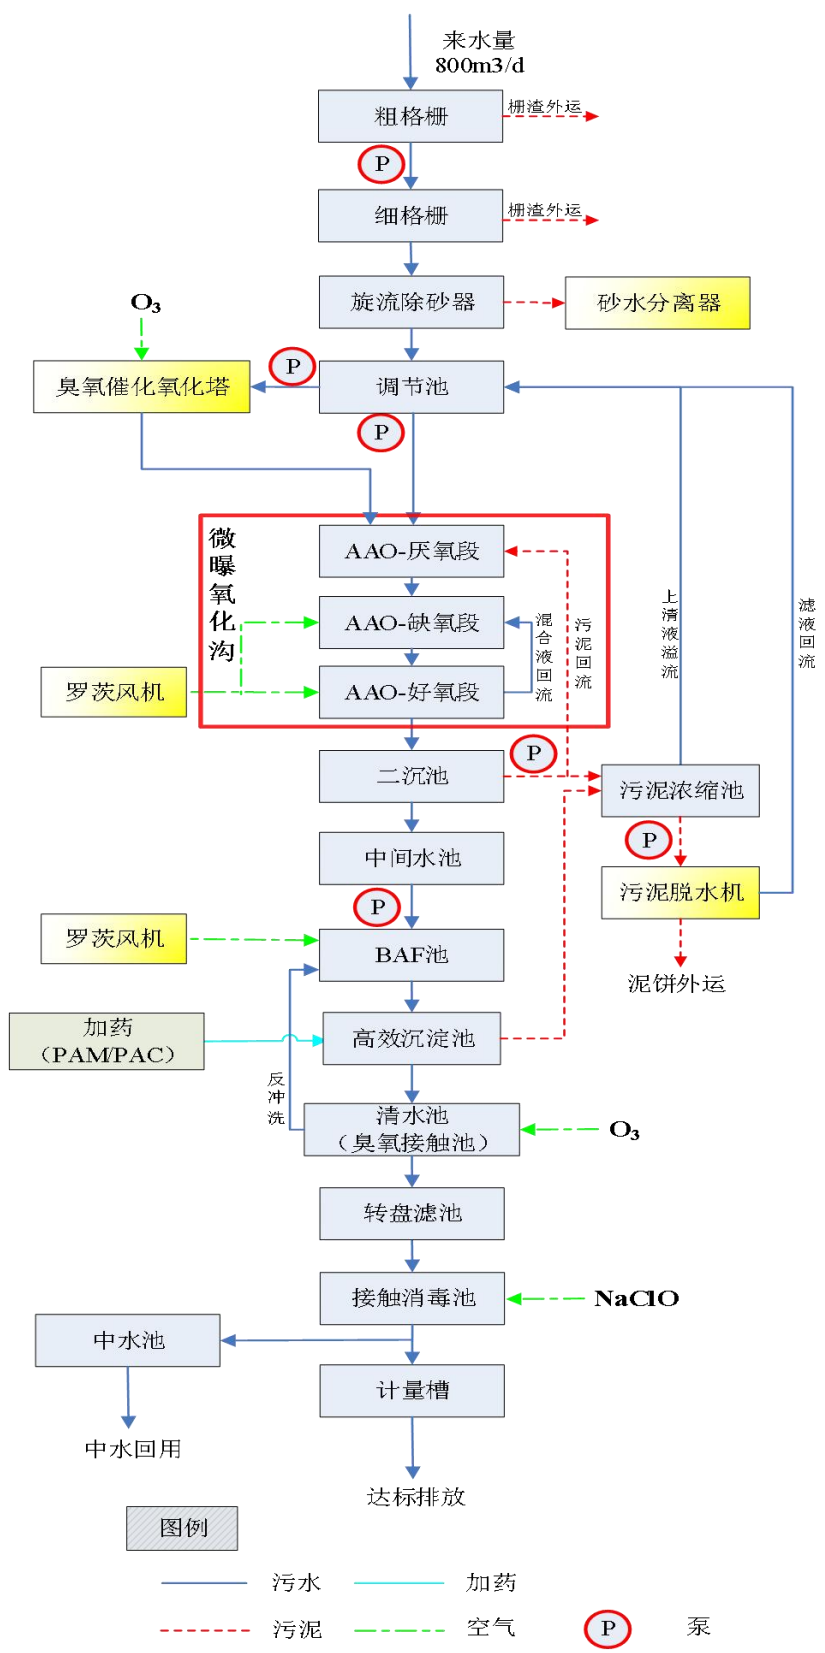 来水量
800m3/d
粗格栅
栅渣外运
P
细格栅
栅渣外运
旋流除砂器
砂水分离器
O₃
P
臭氧催化氧化塔
调节池
P
微曝氧化沟
AAO-厌氧段
AAO-缺氧段
混合液回流
污泥回流
上清液溢流
滤液回流
罗茨风机
AAO-好氧段
P
二沉池
污泥浓缩池
P
中间水池
污泥脱水机
P
罗茨风机
BAF池
泥饼外运
加药
（PAM/PAC）
高效沉淀池
反冲洗
清水池
（臭氧接触池）
O₃
转盘滤池
接触消毒池
NaClO
中水池
计量槽
中水回用
达标排放
图例
污水
加药
污泥
空气
P
泵